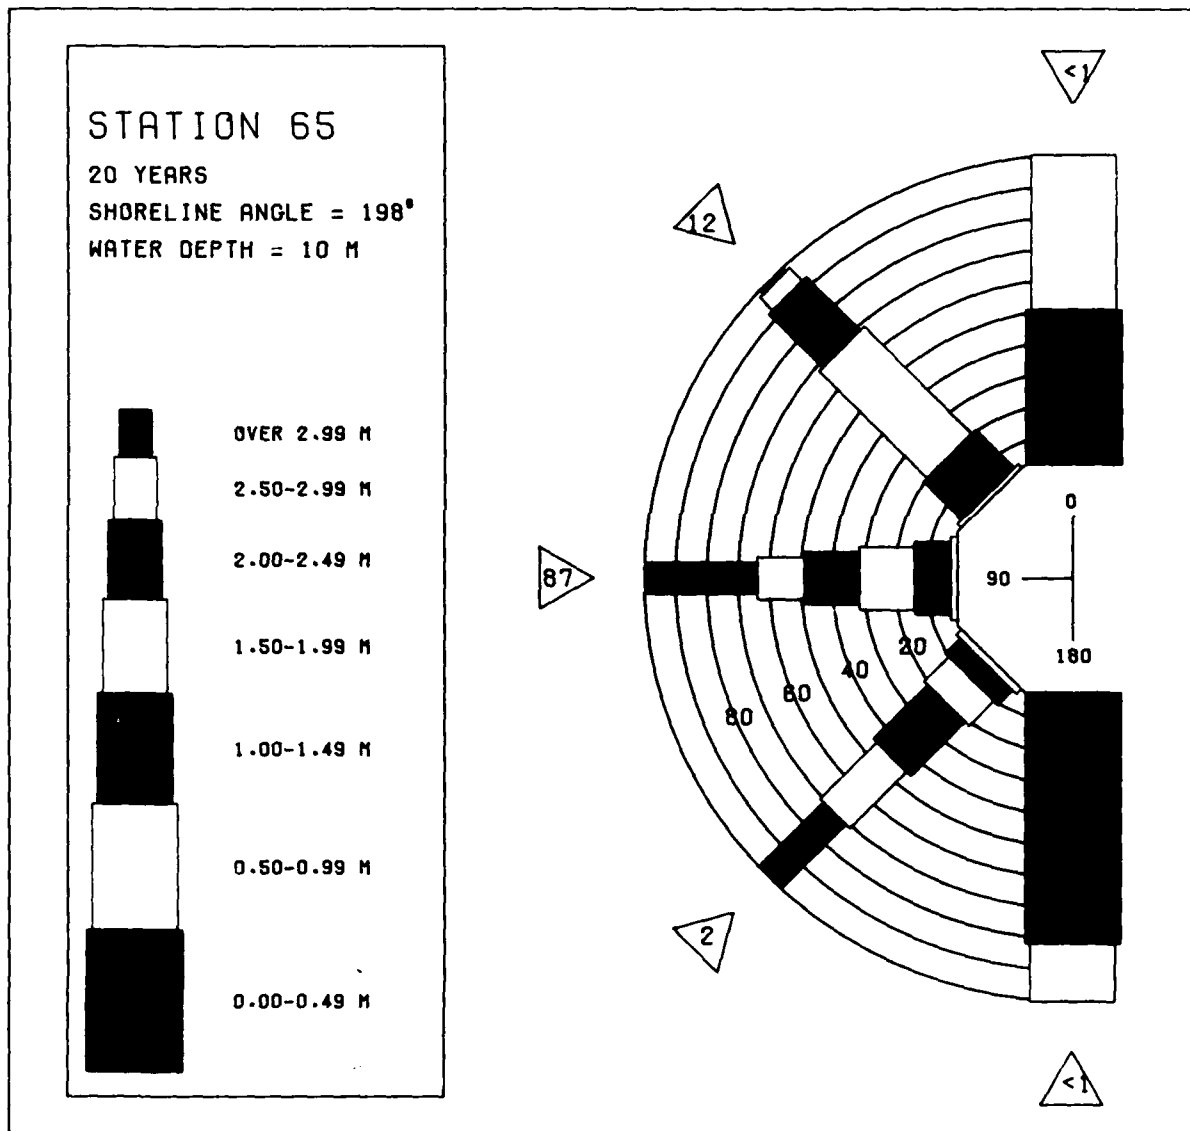 STATION 65
20 YEARS
SHORELINE ANGLE = 198°
WATER DEPTH = 10 M
OVER 2.99 M
2.50-2.99 M
2.00-2.49 M
1.50-1.99 M
1.00-1.49 M
0.50-0.99 M
0.00-0.49 M
<1
12
87
2
<1
0
90
180
20
40
60
80